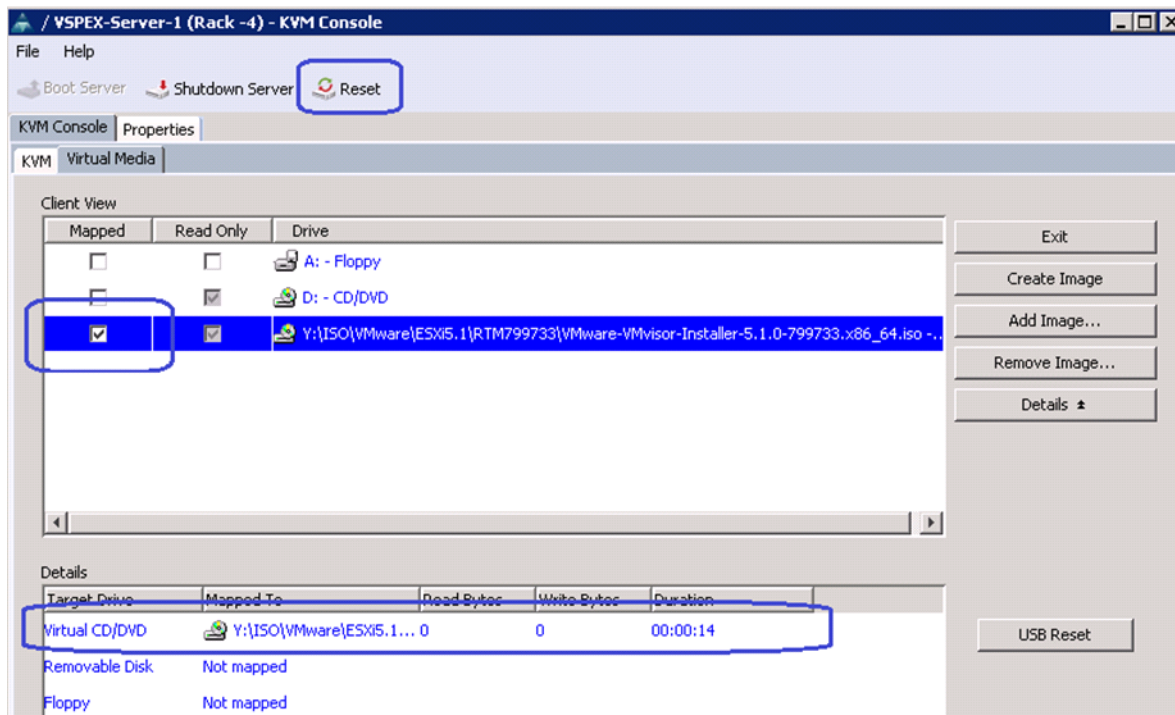 / VSPEX-Server-1 (Rack -4) - KVM Console
File Help
Boot Server Shutdown Server Reset
KVM Console Properties
KVM Virtual Media
Client View
Mapped Read Only Drive
A: - Floppy
D: - CD/DVD
Y:\ISO\VMware\ESXi5.1\RTM799733\VMware-VMvisor-Installer-5.1.0-799733.x86_64.iso -..
Exit
Create Image
Add Image...
Remove Image...
Details
Details
Target Drive Mapped To Read Bytes Write Bytes Duration
Virtual CD/DVD Y:\ISO\VMware\ESXi5.1... 0 0 00:00:14
Removable Disk Not mapped
Floppy Not mapped
USB Reset